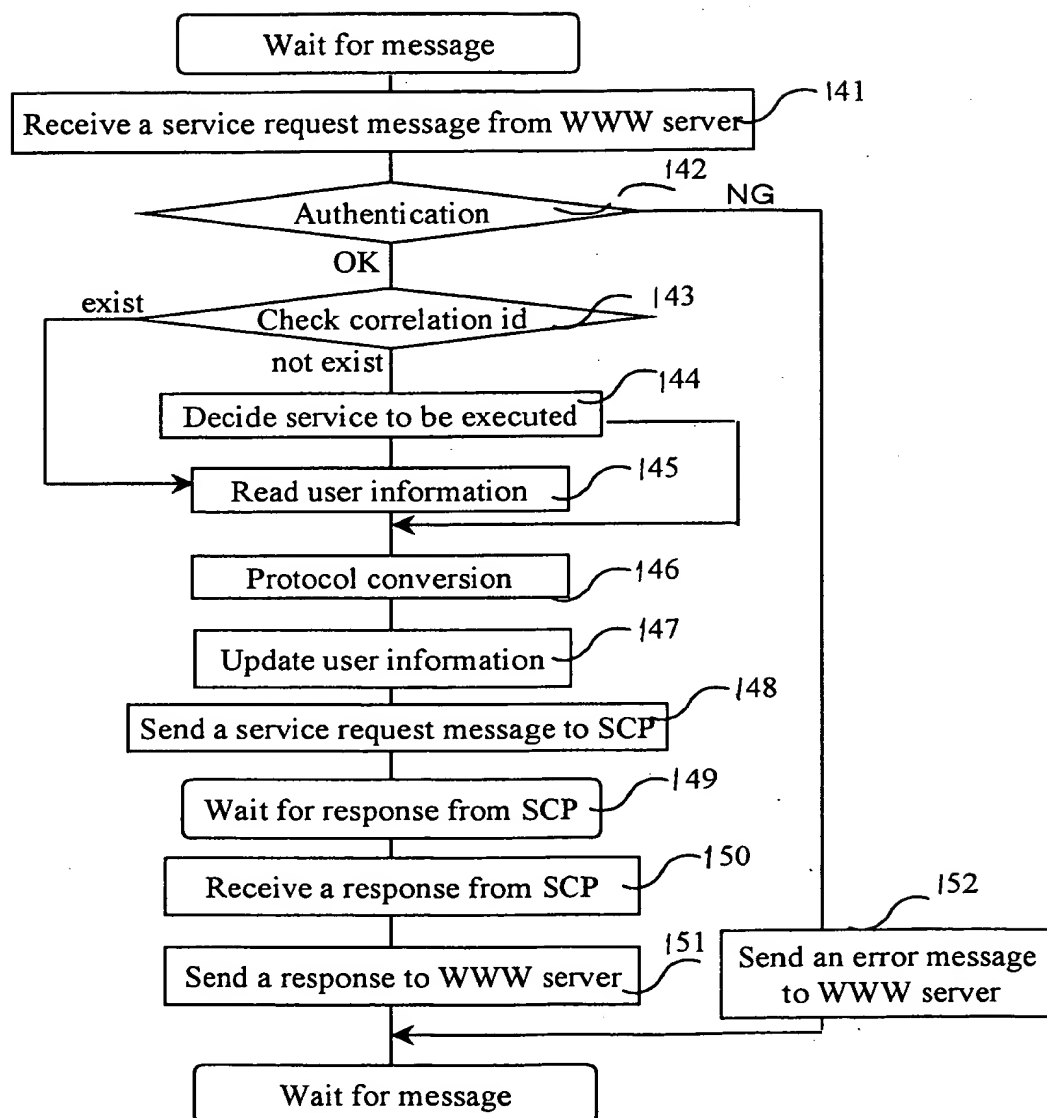 Wait for message
141
Receive a service request message from WWW server
142
NG
Authentication
OK
exist
143
Check correlation id
not exist
144
Decide service to be executed
145
Read user information
Protocol conversion
146
147
Update user information
148
Send a service request message to SCP
149
Wait for response from SCP
150
Receive a response from SCP
152
151
Send a response to WWW server
Send an error message
to WWW server
Wait for message